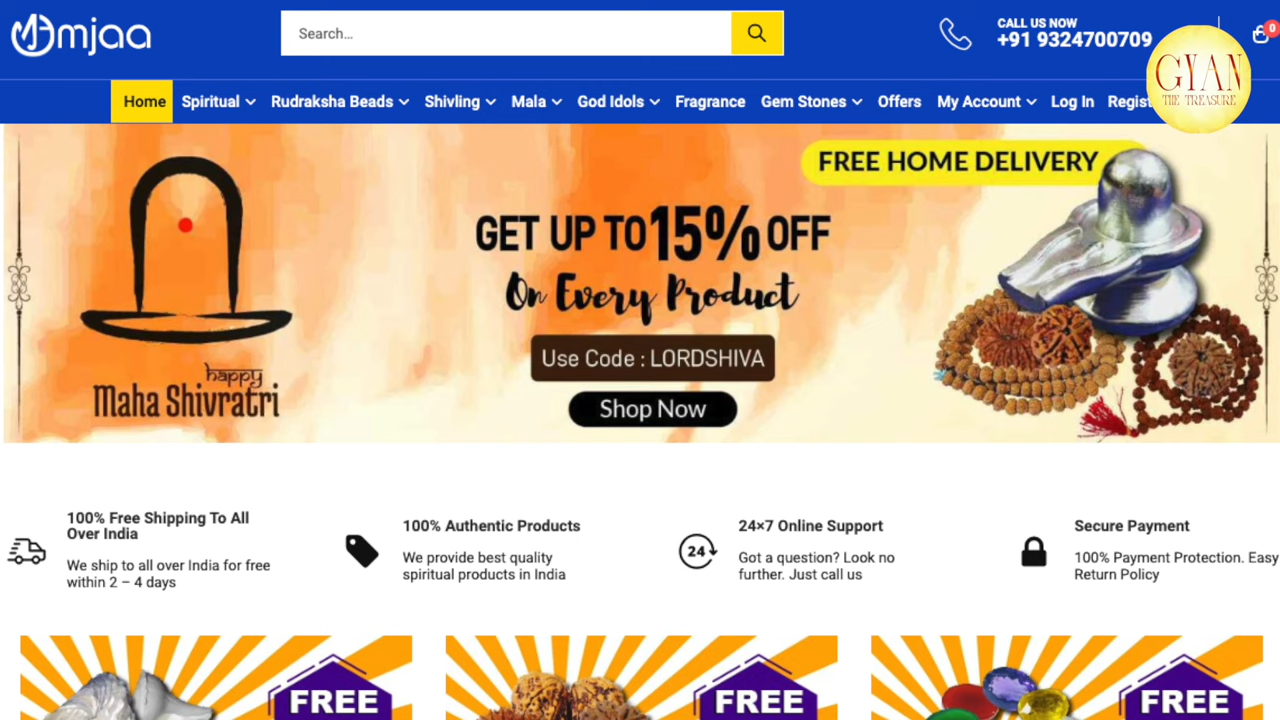 Omjaa
Search...
CALL US NOW
+91 9324700709
0
GYAN
THE TREASURE
Home
Spiritual
Rudraksha Beads
Shivling
Mala
God Idols
Fragrance
Gem Stones
Offers
My Account
Log In
FREE HOME DELIVERY
GET UP TO 15% OFF
On Every Product
Use Code : LORDSHIVA
Shop Now
happy
Maha Shivratri
100% Free Shipping To All
Over India
We ship to all over India for free
within 2 – 4 days
100% Authentic Products
We provide best quality
spiritual products in India
24
24×7 Online Support
Got a question? Look no
further. Just call us
Secure Payment
100% Payment Protection. Easy
Return Policy
FREE
FREE
FREE